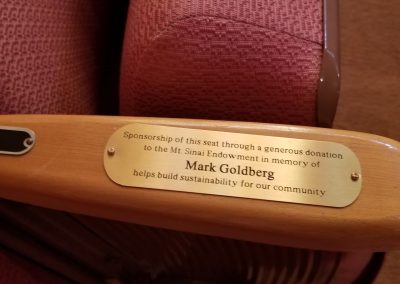 Sponsorship of this seat through a generous donation
to the Mt. Sinai Endowment in memory of
Mark Goldberg
helps build sustainability for our community